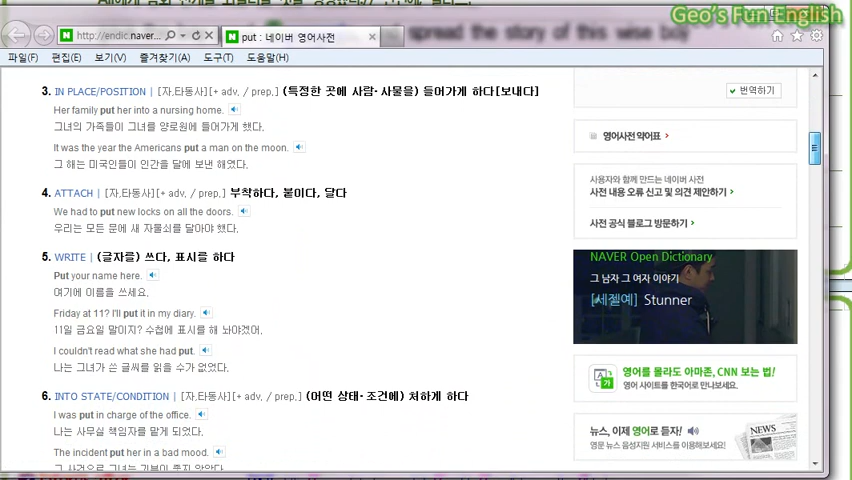 Geo's Fun English
spread the story of this wise boy
http://endic.naver...
put : 네이버 영어사전
파일(F) 편집(E) 보기(V) 즐겨찾기(A) 도구(T) 도움말(H)
3. IN PLACE/POSITION | [자,타동사][+ adv. / prep.] (특정한 곳에 사람·사물을) 들어가게 하다[보내다]
Her family put her into a nursing home.
그녀의 가족들이 그녀를 양로원에 들어가게 했다.
It was the year the Americans put a man on the moon.
그 해는 미국인들이 인간을 달에 보낸 해였다.
4. ATTACH | [자,타동사][+ adv. / prep.] 부착하다, 붙이다, 달다
We had to put new locks on all the doors.
우리는 모든 문에 새 자물쇠를 달아야 했다.
5. WRITE | (글자를) 쓰다, 표시를 하다
Put your name here.
여기에 이름을 쓰세요.
Friday at 11? I'll put it in my diary.
11일 금요일 말이지? 수첩에 표시를 해 놔야겠어.
I couldn't read what she had put.
나는 그녀가 쓴 글씨를 읽을 수가 없었다.
6. INTO STATE/CONDITION | [자,타동사][+ adv. / prep.] (어떤 상태·조건에) 처하게 하다
I was put in charge of the office.
나는 사무실 책임자를 맡게 되었다.
The incident put her in a bad mood.
그 사건으로 그녀는 기분이 좋지 않았다.
번역하기
영어사전 약어표
사용자와 함께 만드는 네이버 사전
사전 내용 오류 신고 및 의견 제안하기
사전 공식 블로그 방문하기
NAVER Open Dictionary
그 남자 그 여자 이야기
[세젤예] Stunner
영어를 몰라도 아마존, CNN 보는 법!
영어 사이트를 한국어로 만나보세요.
뉴스, 이제 영어로 듣자!
영문 뉴스 음성지원 서비스를 이용해보세요!
NEWS